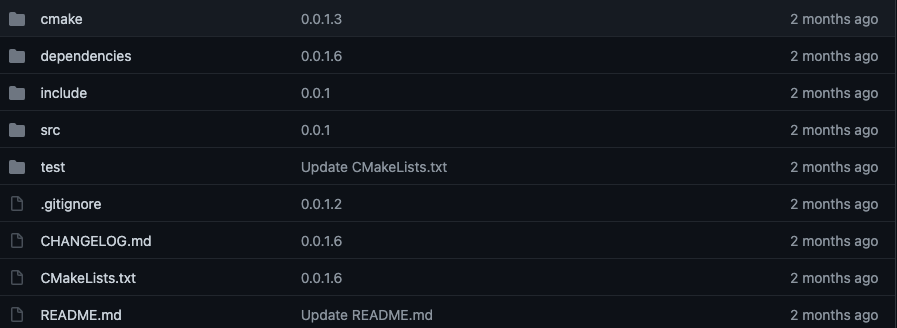 cmake 0.0.1.3 2 months ago
dependencies 0.0.1.6 2 months ago
include 0.0.1 2 months ago
src 0.0.1 2 months ago
test Update CMakeLists.txt 2 months ago
.gitignore 0.0.1.2 2 months ago
CHANGELOG.md 0.0.1.6 2 months ago
CMakeLists.txt 0.0.1.6 2 months ago
README.md Update README.md 2 months ago